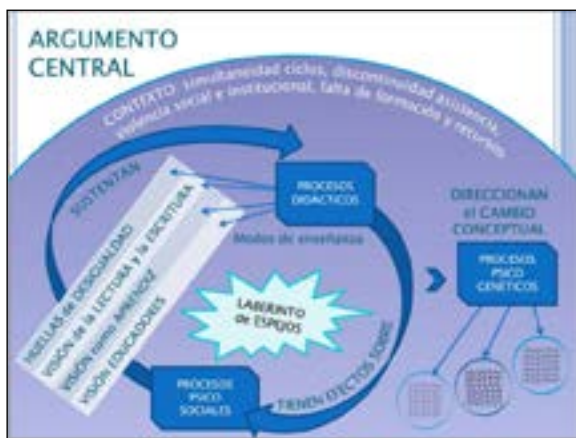 ARGUMENTO
CENTRAL
CONTEXTO simultaneidad ciclos, discontinuidad asistencia,
violencia social e institucional, falta de formación y recursos
SUSTENTAN
PROCESOS
DIDÁCTICOS
Modos de enseñanza
DIRECCIONAN
el CAMBIO
CONCEPTUAL
PROCESOS
PSICO
GENÉTICOS
HUELLAS de DESIGUALDAD
VISIÓN de la LECTURA y la ESCRITURA
VISIÓN como APRENDIZ
VISIÓN EDUCADORES
LABERINTO
de ESPEJOS
PROCESOS
PSICO
SOCIALES
TIENEN EFECTOS SOBRE